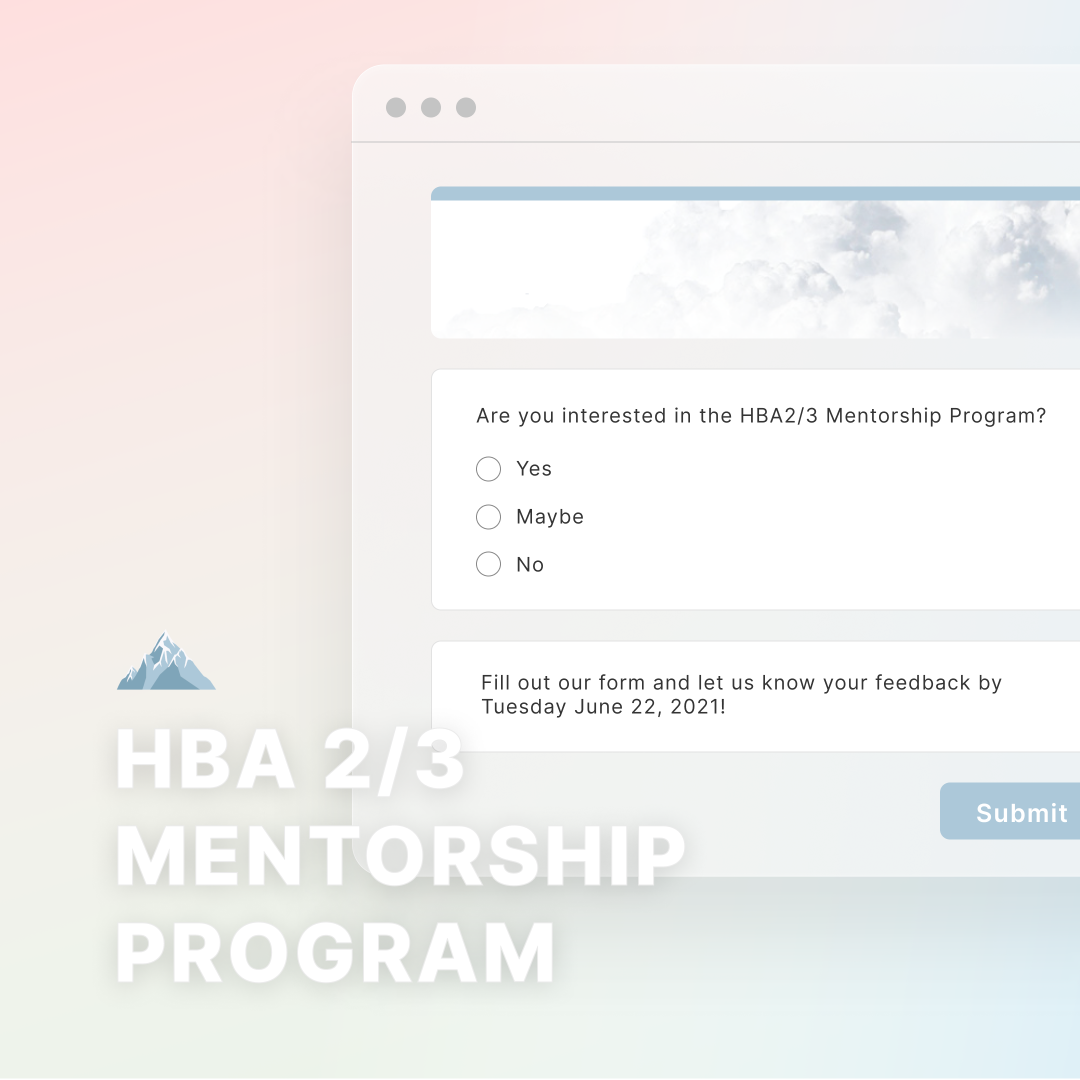 Are you interested in the HBA2/3 Mentorship Program?
Yes
Maybe
No
Fill out our form and let us know your feedback by
Tuesday June 22, 2021!
Submit
HBA 2/3
MENTORSHIP
PROGRAM